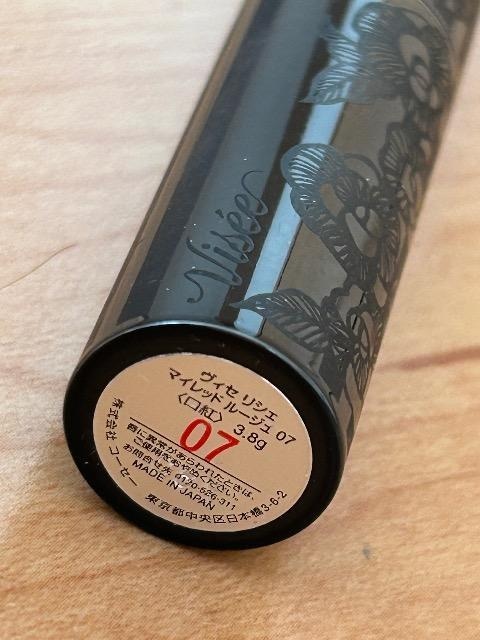 Visée
ヴィセ リシェ
マイレッド ルージュ 07
〈口紅〉 3.8g
07
唇に異常があらわれたときは、
ご使用をおやめください。
お問合せ先 0120-526-311
MADE IN JAPAN
株式会社 コーセー 東京都中央区日本橋3-6-2